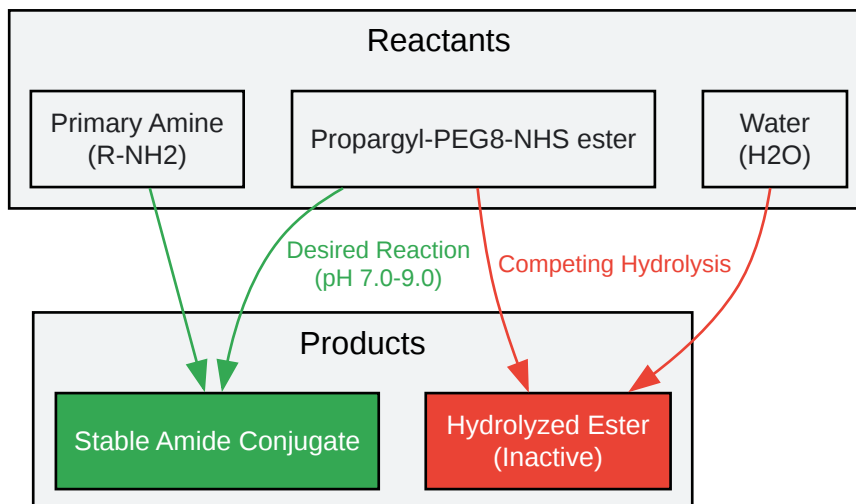 Reactants
Primary Amine
(R-NH2)
Propargyl-PEG8-NHS ester
Water
(H2O)
Desired Reaction
(pH 7.0-9.0)
Competing Hydrolysis
Products
Stable Amide Conjugate
Hydrolyzed Ester
(Inactive)